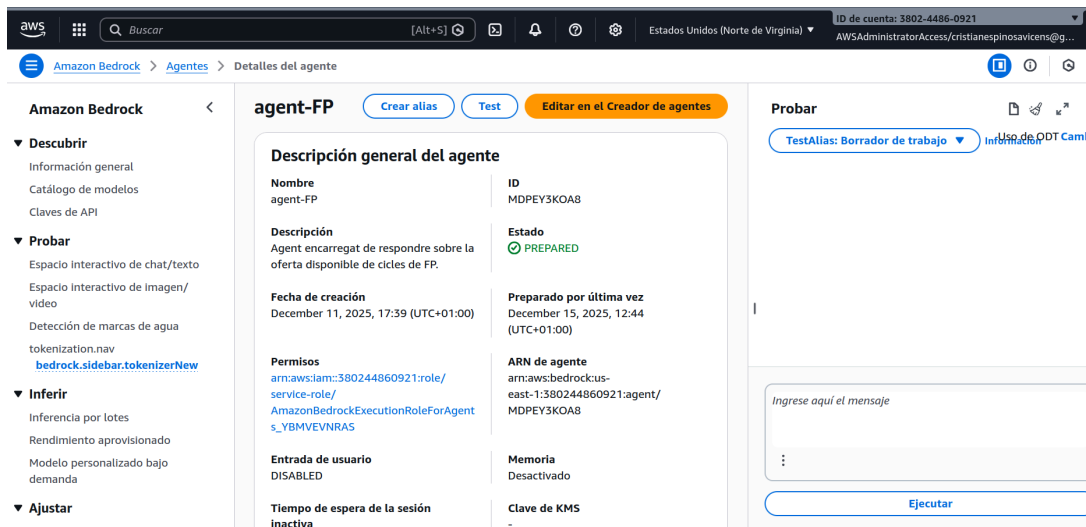 aws
Buscar
[Alt+S]
Estados Unidos (Norte de Virginia) ▼
ID de cuenta: 3802-4486-0921
AWSAdministratorAccess/cristianespinosavicens@g...
Amazon Bedrock > Agentes > Detalles del agente
Amazon Bedrock
Descubrir
Información general
Catálogo de modelos
Claves de API
Probar
Espacio interactivo de chat/texto
Espacio interactivo de imagen/
video
Detección de marcas de agua
tokenization.nav
bedrock.sidebar.tokenizerNew
Inferir
Inferencia por lotes
Rendimiento aprovisionado
Modelo personalizado bajo
demanda
Ajustar
agent-FP
Crear alias
Test
Editar en el Creador de agentes
Descripción general del agente
Nombre
agent-FP
ID
MDPEY3KOA8
Descripción
Agent encarregat de respondre sobre la
oferta disponible de cicles de FP.
Estado
PREPARED
Fecha de creación
December 11, 2025, 17:39 (UTC+01:00)
Preparado por última vez
December 15, 2025, 12:44
(UTC+01:00)
Permisos
arn:aws:iam::380244860921:role/
service-role/
AmazonBedrockExecutionRoleForAgent
s_YBMVEVNRAS
ARN de agente
arn:aws:bedrock:us-
east-1:380244860921:agent/
MDPEY3KOA8
Entrada de usuario
DISABLED
Memoria
Desactivado
Tiempo de espera de la sesión
inactiva
Clave de KMS
-
Probar
TestAlias: Borrador de trabajo
Información
Uso de ODT Cam
Ingrese aquí el mensaje
Ejecutar